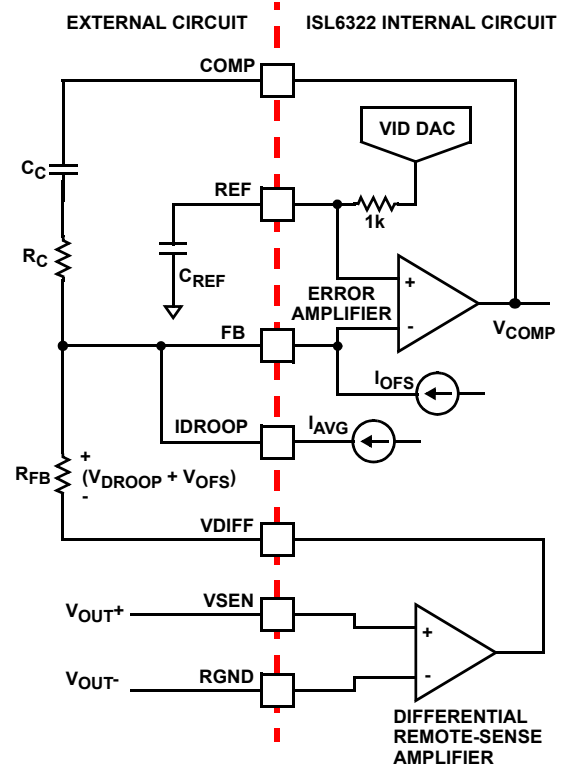 EXTERNAL CIRCUIT
ISL6322 INTERNAL CIRCUIT
COMP
VID DAC
CC
REF
1k
RC
CREF
ERROR
AMPLIFIER
+
-
FB
VCOMP
IOFS
IDROOP
IAVG
RFB
+
(VDROOP + VOFS)
-
VDIFF
VSEN
VOUT+
+
RGND
VOUT-
-
DIFFERENTIAL
REMOTE-SENSE
AMPLIFIER